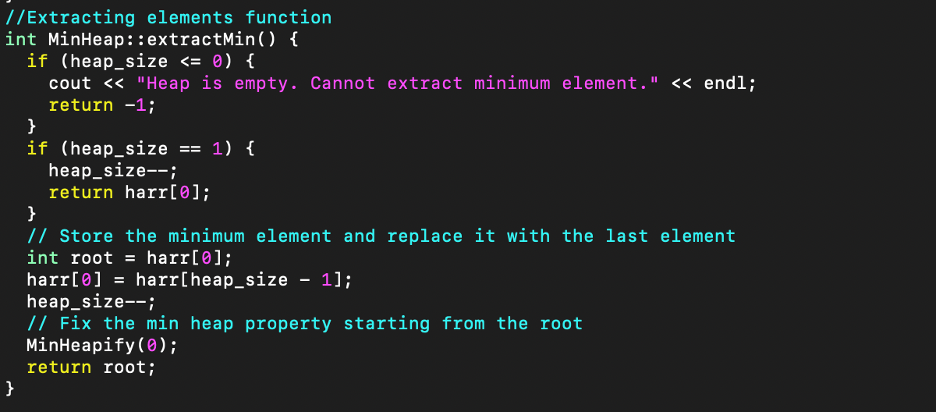 //Extracting elements function
int MinHeap::extractMin() {
  if (heap_size <= 0) {
    cout << "Heap is empty. Cannot extract minimum element." << endl;
    return -1;
  }
  if (heap_size == 1) {
    heap_size--;
    return harr[0];
  }
  // Store the minimum element and replace it with the last element
  int root = harr[0];
  harr[0] = harr[heap_size - 1];
  heap_size--;
  // Fix the min heap property starting from the root
  MinHeapify(0);
  return root;
}